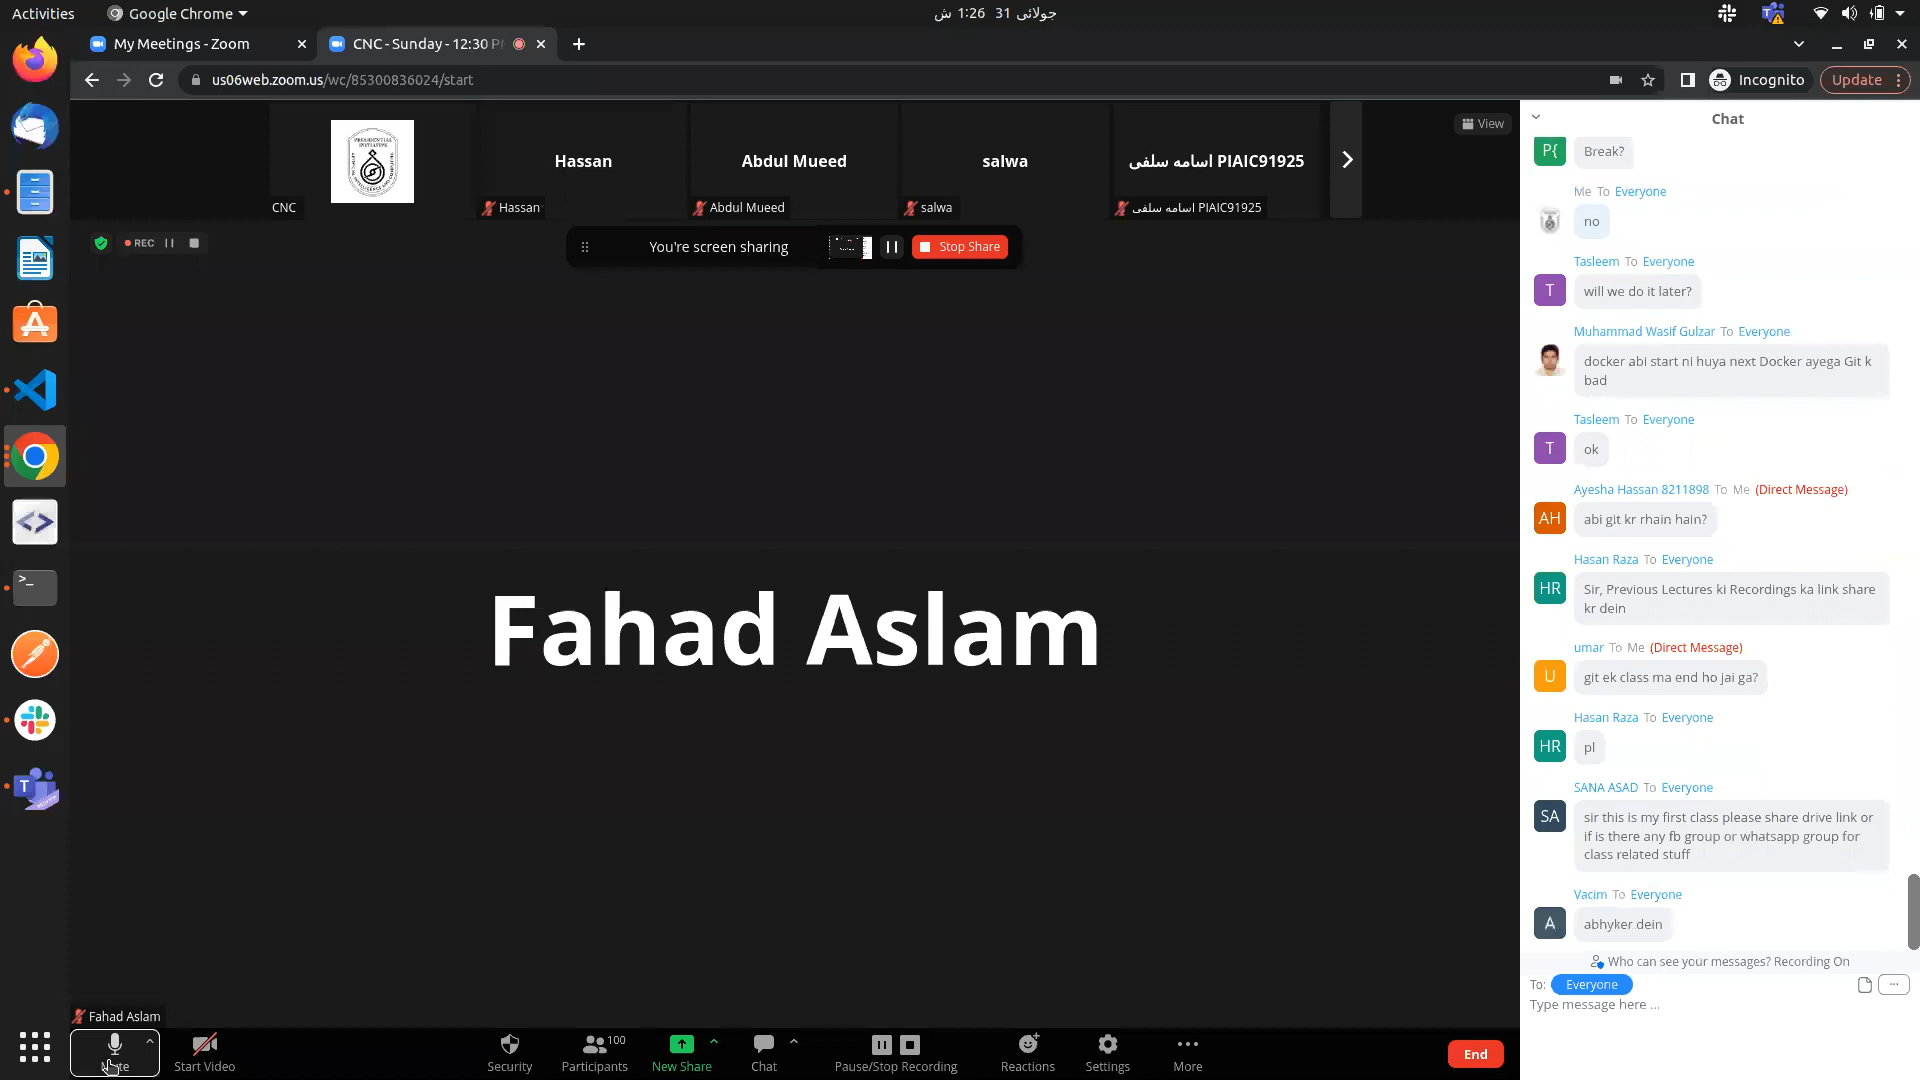 Activities
Google Chrome
جولائی 31 1:26 ش
My Meetings - Zoom
CNC - Sunday - 12:30 P
us06web.zoom.us/wc/85300836024/start
Incognito
Update
CNC
Hassan
Hassan
Abdul Mueed
Abdul Mueed
salwa
salwa
اسامه سلفی PIAIC91925
اسامه سلفی PIAIC91925
View
REC
You're screen sharing
Stop Share
Fahad Aslam
Fahad Aslam
Start Video
Security
Participants
100
New Share
Chat
Pause/Stop Recording
Reactions
Settings
More
End
Chat
P{
Break?
Me To Everyone
no
Tasleem To Everyone
T
will we do it later?
Muhammad Wasif Gulzar To Everyone
docker abi start ni huya next Docker ayega Git k
bad
Tasleem To Everyone
T
ok
Ayesha Hassan 8211898 To Me (Direct Message)
AH
abi git kr rhain hain?
Hasan Raza To Everyone
HR
Sir, Previous Lectures ki Recordings ka link share
kr dein
umar To Me (Direct Message)
U
git ek class ma end ho jai ga?
Hasan Raza To Everyone
HR
pl
SANA ASAD To Everyone
SA
sir this is my first class please share drive link or
if is there any fb group or whatsapp group for
class related stuff
Vacim To Everyone
A
abhyker dein
Who can see your messages? Recording On
To: Everyone
Type message here ...